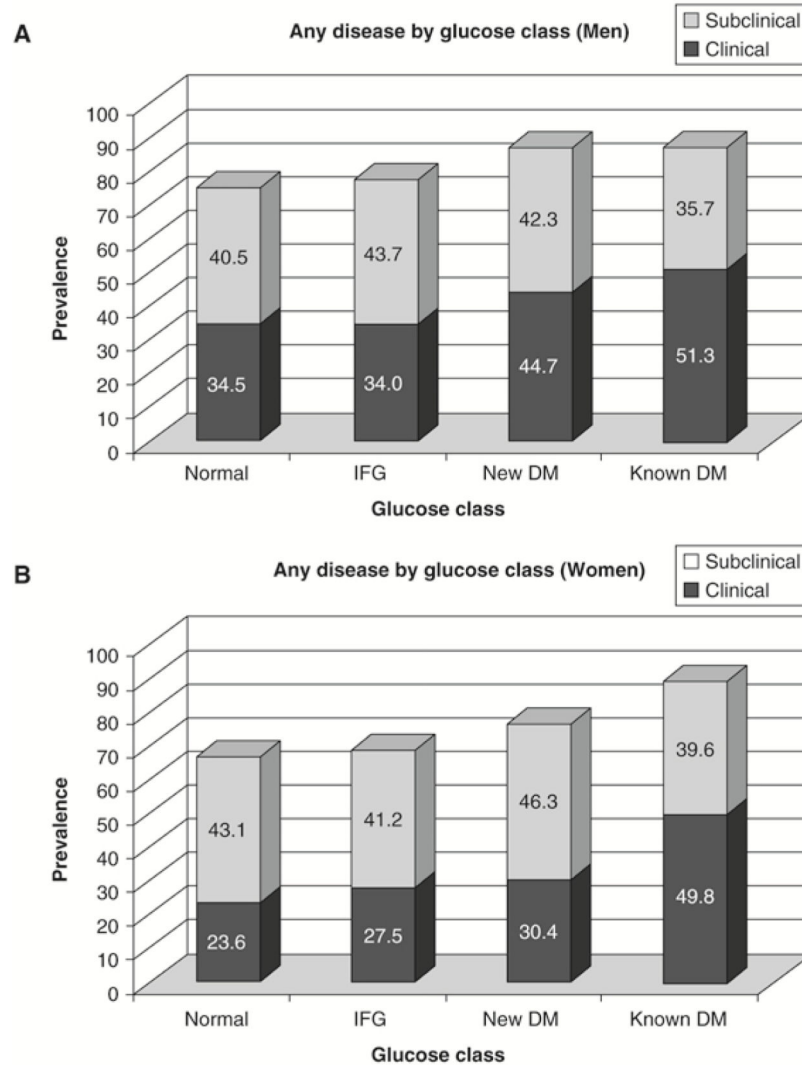 A
Any disease by glucose class (Men)
Subclinical
Clinical
Prevalence
100
90
80
70
60
50
40
30
20
10
0
40.5
43.7
42.3
35.7
34.5
34.0
44.7
51.3
Normal
IFG
New DM
Known DM
Glucose class
B
Any disease by glucose class (Women)
Subclinical
Clinical
Prevalence
100
90
80
70
60
50
40
30
20
10
0
43.1
41.2
46.3
39.6
23.6
27.5
30.4
49.8
Normal
IFG
New DM
Known DM
Glucose class